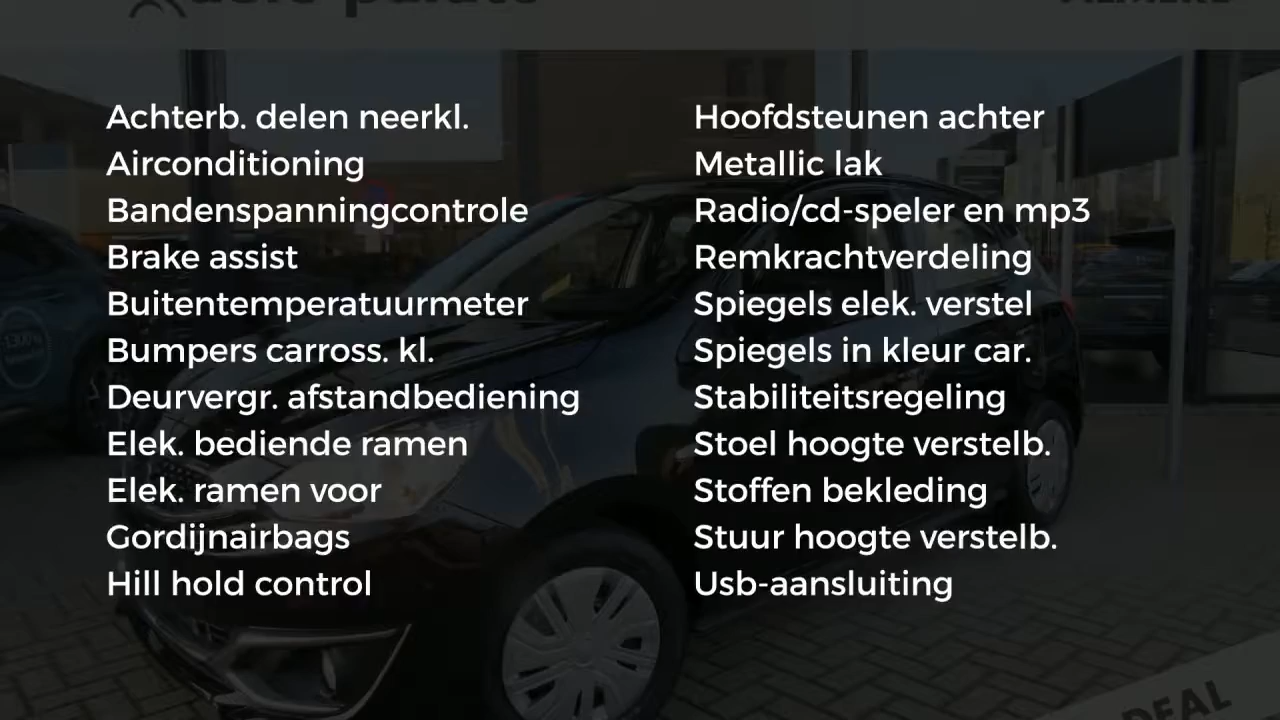 Achterb. delen neerkl.
Airconditioning
Bandenspanningcontrole
Brake assist
Buitentemperatuurmeter
Bumpers carross. kl.
Deurvergr. afstandbediening
Elek. bediende ramen
Elek. ramen voor
Gordijnairbags
Hill hold control
Hoofdsteunen achter
Metallic lak
Radio/cd-speler en mp3
Remkrachtverdeling
Spiegels elek. verstel
Spiegels in kleur car.
Stabiliteitsregeling
Stoel hoogte verstelb.
Stoffen bekleding
Stuur hoogte verstelb.
Usb-aansluiting